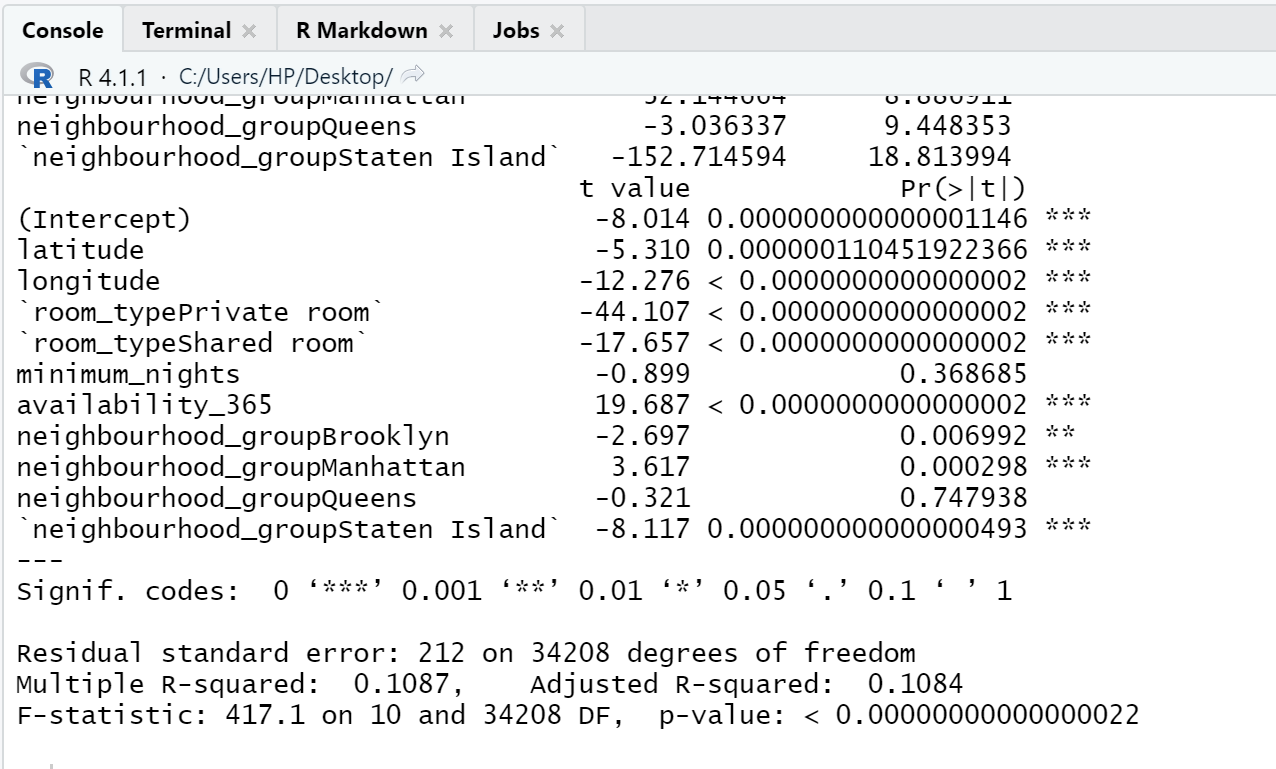 Console Terminal R Markdown Jobs
R 4.1.1 · C:/Users/HP/Desktop/
neighbourhood_groupManhattan 32.144004 8.886911
neighbourhood_groupQueens -3.036337 9.448353
`neighbourhood_groupStaten Island` -152.714594 18.813994
t value Pr(>|t|)
(Intercept) -8.014 0.000000000000001146 ***
latitude -5.310 0.000000110451922366 ***
longitude -12.276 < 0.0000000000000002 ***
`room_typePrivate room` -44.107 < 0.0000000000000002 ***
`room_typeShared room` -17.657 < 0.0000000000000002 ***
minimum_nights -0.899 0.368685
availability_365 19.687 < 0.0000000000000002 ***
neighbourhood_groupBrooklyn -2.697 0.006992 **
neighbourhood_groupManhattan 3.617 0.000298 ***
neighbourhood_groupQueens -0.321 0.747938
`neighbourhood_groupStaten Island` -8.117 0.000000000000000493 ***
---
Signif. codes: 0 ‘***’ 0.001 ‘**’ 0.01 ‘*’ 0.05 ‘.’ 0.1 ‘ ’ 1
Residual standard error: 212 on 34208 degrees of freedom
Multiple R-squared: 0.1087, Adjusted R-squared: 0.1084
F-statistic: 417.1 on 10 and 34208 DF, p-value: < 0.00000000000000022